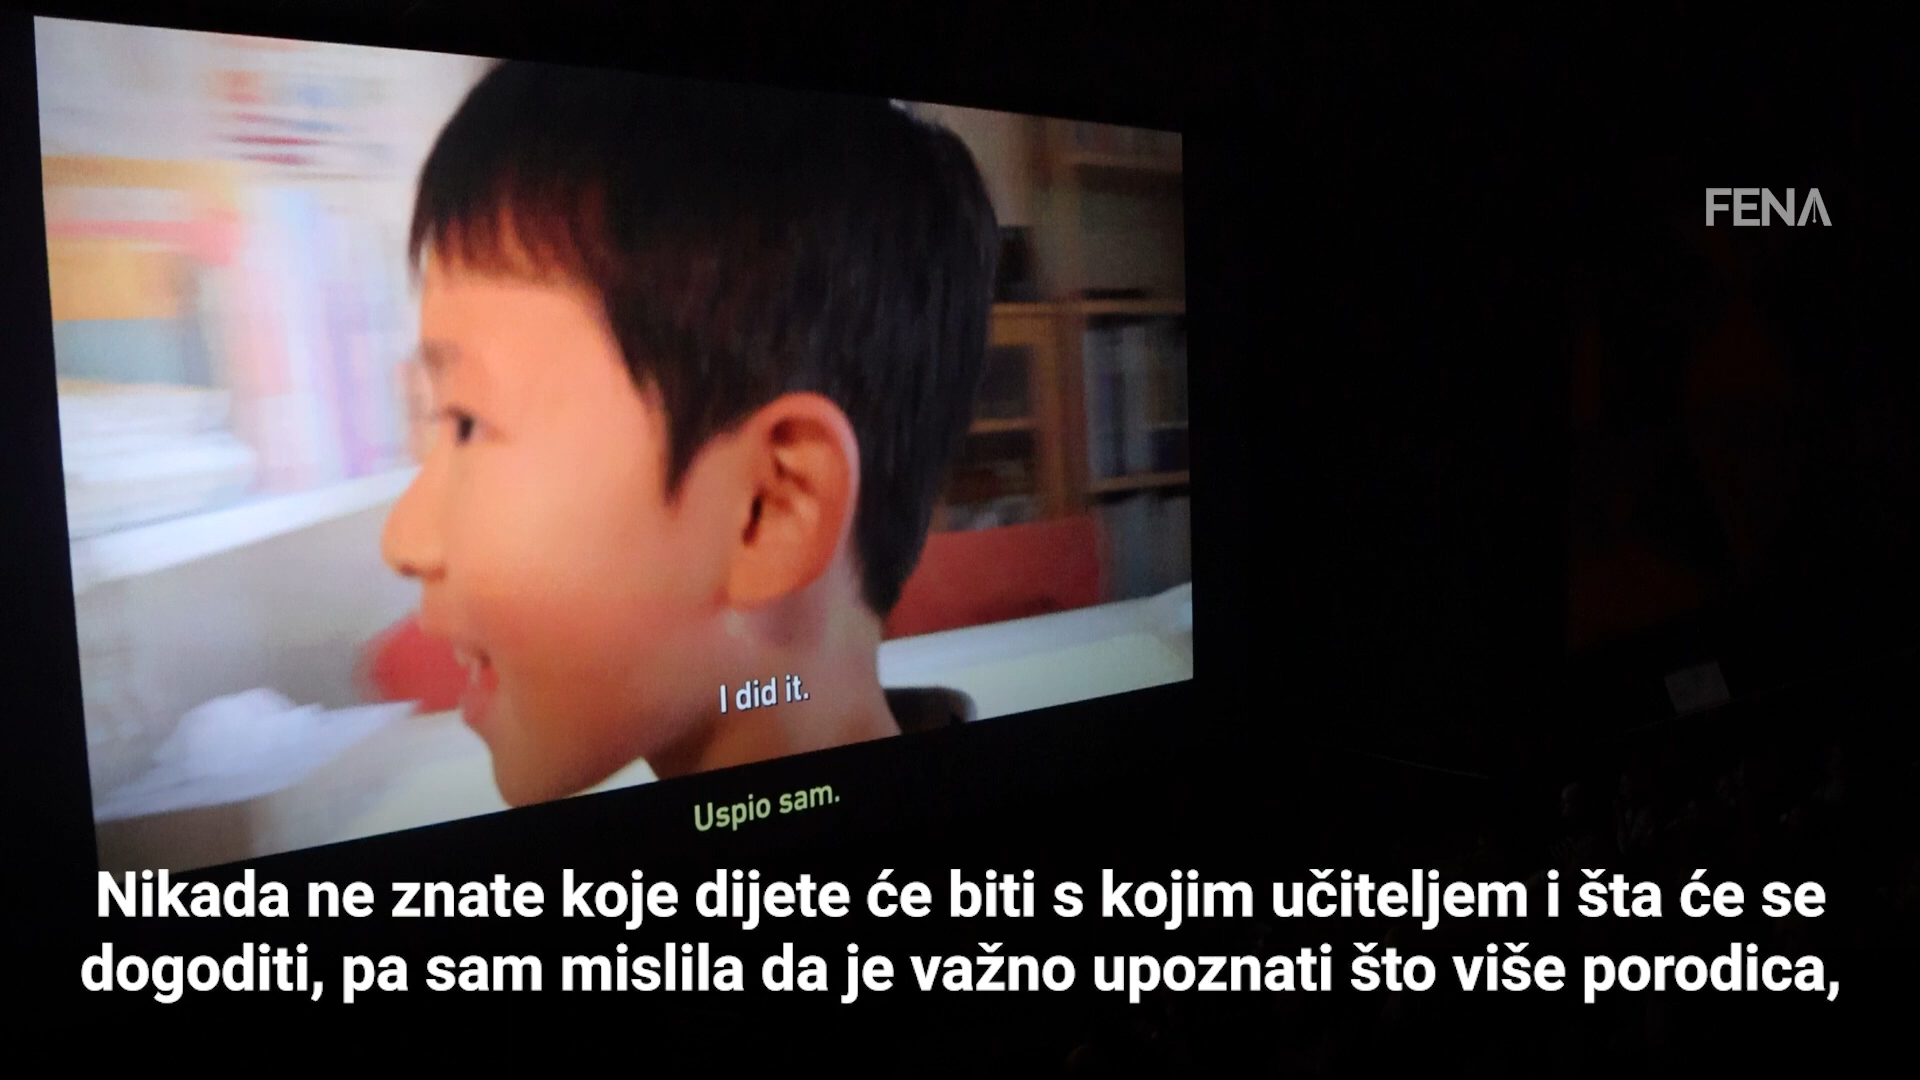 FENA
I did it.
Uspio sam.
Nikada ne znate koje dijete će biti s kojim učiteljem i šta će se
dogoditi, pa sam mislila da je važno upoznati što više porodica,